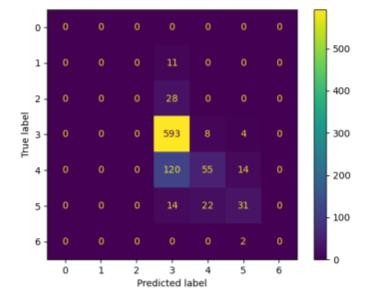 0 0 0 0 0 0 0 0
1 0 0 0 11 0 0 0
2 0 0 0 28 0 0 0
3 0 0 0 593 8 4 0
4 0 0 0 120 55 14 0
5 0 0 0 14 22 31 0
6 0 0 0 0 0 2 0
0 1 2 3 4 5 6
Predicted label
True label
500
400
300
200
100
0